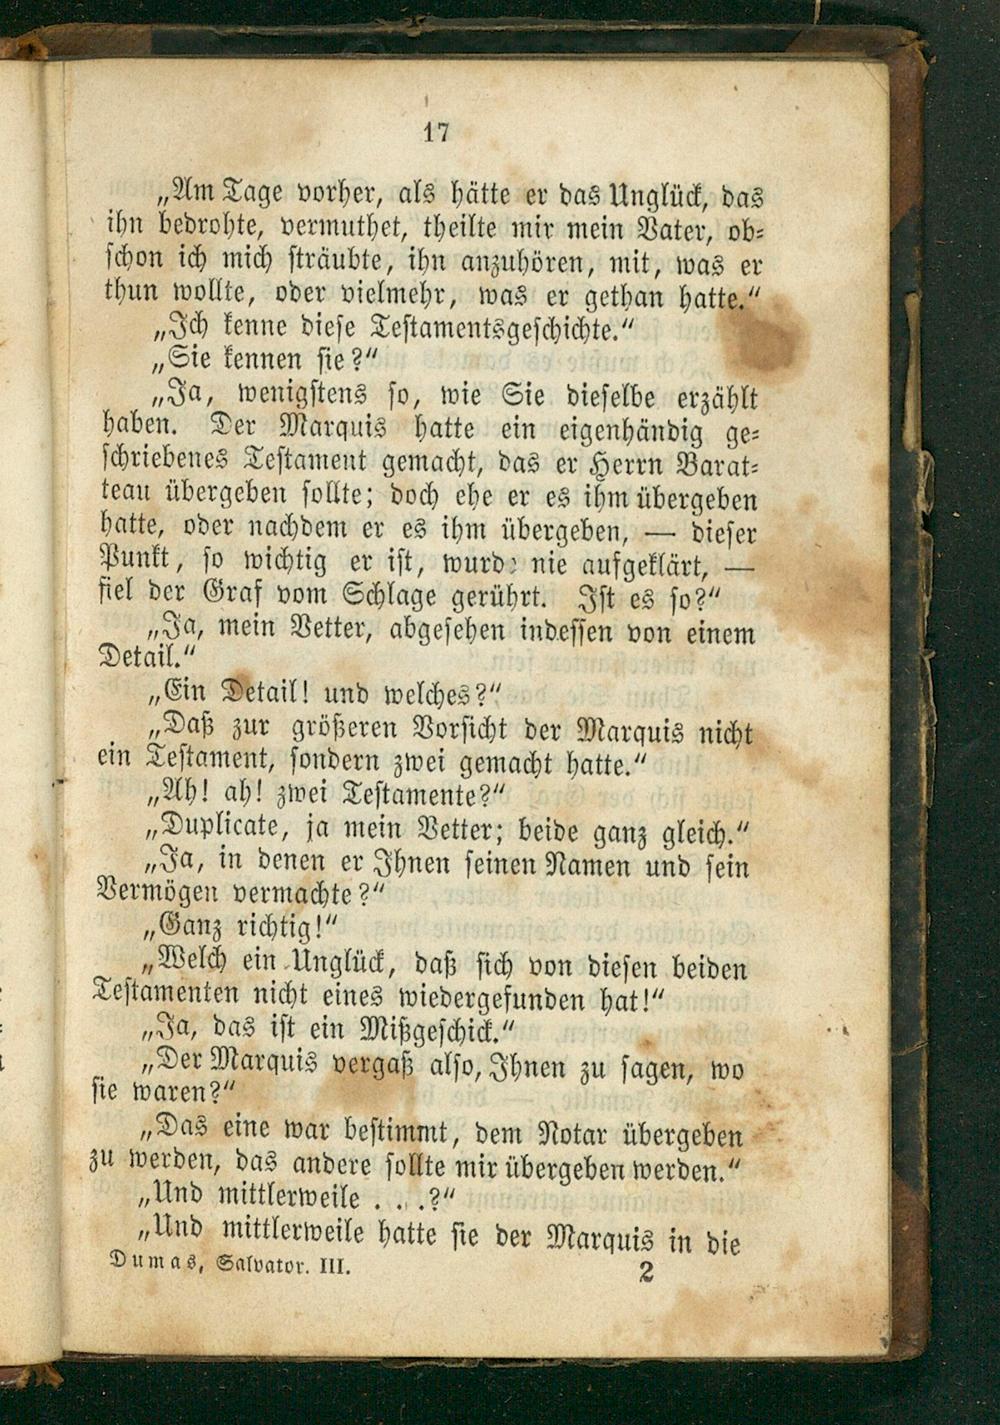 17
„Am Tage vorher, als hätte er das Unglück, das
ihn bedrohte, vermuthet, theilte mir mein Vater, ob-
schon ich mich sträubte, ihn anzuhören, mit, was er
thun wollte, oder vielmehr, was er gethan hatte.“
„Ich kenne diese Testamentsgeschichte.“
„Sie kennen sie?“
„Ja, wenigstens so, wie Sie dieselbe erzählt
haben. Der Marquis hatte ein eigenhändig ge-
schriebenes Testament gemacht, das er Herrn Barat-
teau übergeben sollte; doch ehe er es ihm übergeben
hatte, oder nachdem er es ihm übergeben, — dieser
Punkt, so wichtig er ist, wurde nie aufgeklärt, —
fiel der Graf vom Schlage gerührt. Ist es so?“
„Ja, mein Vetter, abgesehen indessen von einem
Detail.“
„Ein Detail! und welches?“
„Daß zur größeren Vorsicht der Marquis nicht
ein Testament, sondern zwei gemacht hatte.“
„Ah! ah! zwei Testamente?“
„Duplicate, ja mein Vetter; beide ganz gleich.“
„Ja, in denen er Ihnen seinen Namen und sein
Vermögen vermachte?“
„Ganz richtig!“
„Welch ein Unglück, daß sich von diesen beiden
Testamenten nicht eines wiedergefunden hat!“
„Ja, das ist ein Mißgeschick.“
„Der Marquis vergaß also, Ihnen zu sagen, wo
sie waren?“
„Das eine war bestimmt, dem Notar übergeben
zu werden, das andere sollte mir übergeben werden.“
„Und mittlerweile . . .?“
„Und mittlerweile hatte sie der Marquis in die
Dumas, Salvator. III. 2